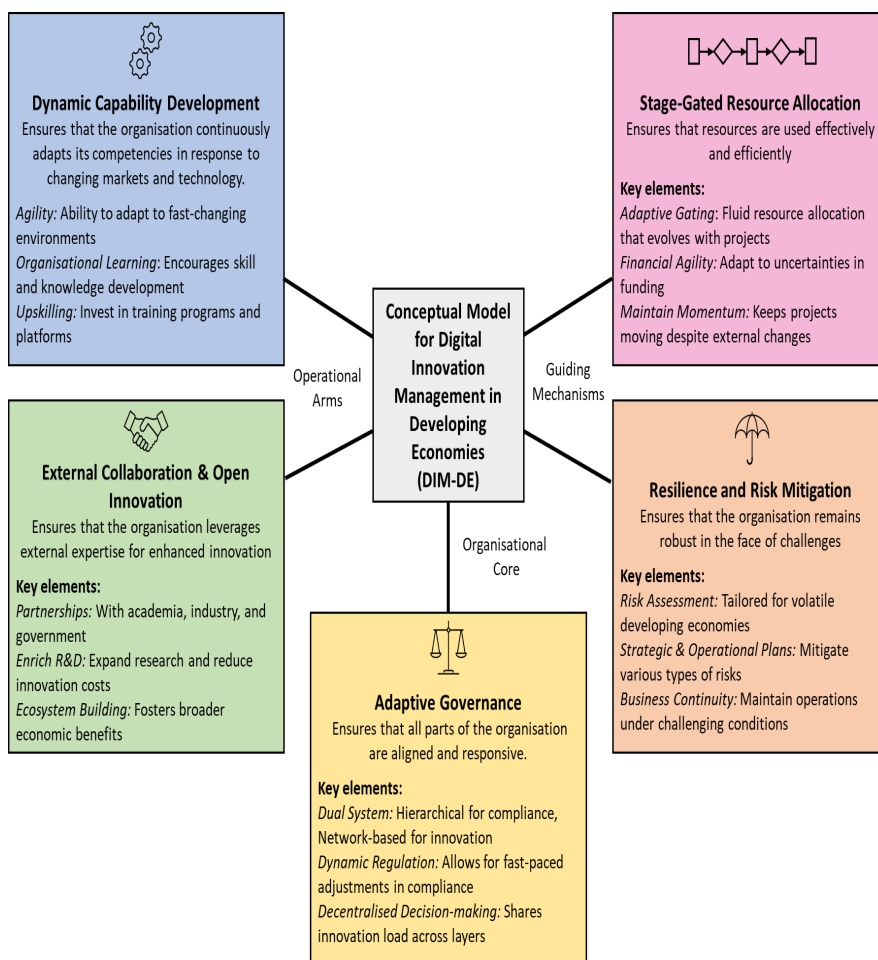 Dynamic Capability Development
Ensures that the organisation continuously
adapts its competencies in response to
changing markets and technology.
Agility: Ability to adapt to fast-changing
environments
Organisational Learning: Encourages skill
and knowledge development
Upskilling: Invest in training programs and
platforms
Stage-Gated Resource Allocation
Ensures that resources are used effectively
and efficiently
Key elements:
Adaptive Gating: Fluid resource allocation
that evolves with projects
Financial Agility: Adapt to uncertainties in
funding
Maintain Momentum: Keeps projects
moving despite external changes
Conceptual Model
for Digital
Innovation
Management in
Developing
Economies
(DIM-DE)
Operational
Arms
Guiding
Mechanisms
Organisational
Core
External Collaboration & Open
Innovation
Ensures that the organisation leverages
external expertise for enhanced innovation
Key elements:
Partnerships: With academia, industry, and
government
Enrich R&D: Expand research and reduce
innovation costs
Ecosystem Building: Fosters broader
economic benefits
Resilience and Risk Mitigation
Ensures that the organisation remains
robust in the face of challenges
Key elements:
Risk Assessment: Tailored for volatile
developing economies
Strategic & Operational Plans: Mitigate
various types of risks
Business Continuity: Maintain operations
under challenging conditions
Adaptive Governance
Ensures that all parts of the organisation
are aligned and responsive.
Key elements:
Dual System: Hierarchical for compliance,
Network-based for innovation
Dynamic Regulation: Allows for fast-paced
adjustments in compliance
Decentralised Decision-making: Shares
innovation load across layers